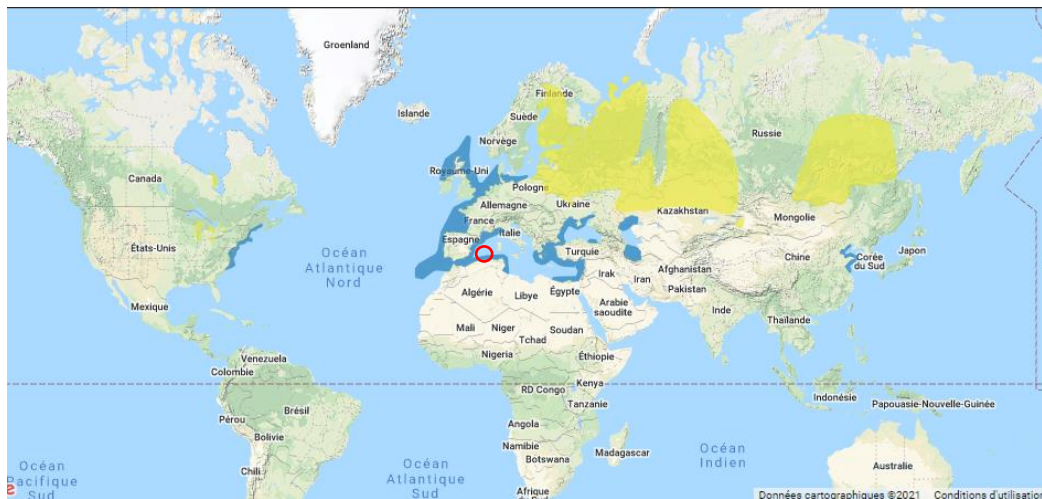 Groenland
Islande
Finlande
Suède
Norvège
Russie
Royaume-Uni
Canada
Pologne
Allemagne
Ukraine
France
Kazakhstan
Mongolie
Italie
Espagne
États-Unis
Turquie
Océan
Atlantique
Nord
Chine
Japon
Corée
du Sud
Afghanistan
Irak
Iran
Pakistan
Algérie
Libye
Égypte
Arabie
saoudite
Mexique
Inde
Thaïlande
Mali
Niger
Soudan
Tchad
Nigeria
Éthiopie
Venezuela
Colombie
RD Congo
Kenya
Tanzanie
Indonésie
Papouasie-Nouvelle-Guinée
Brésil
Pérou
Angola
Namibie
Botswana
Madagascar
Bolivie
Océan
Indien
Chili
Océan
Pacifique
Sud
Océan
Atlantique
Sud
Afrique
du Sud
Australie
Données cartographiques ©2021
Conditions d'utilisation